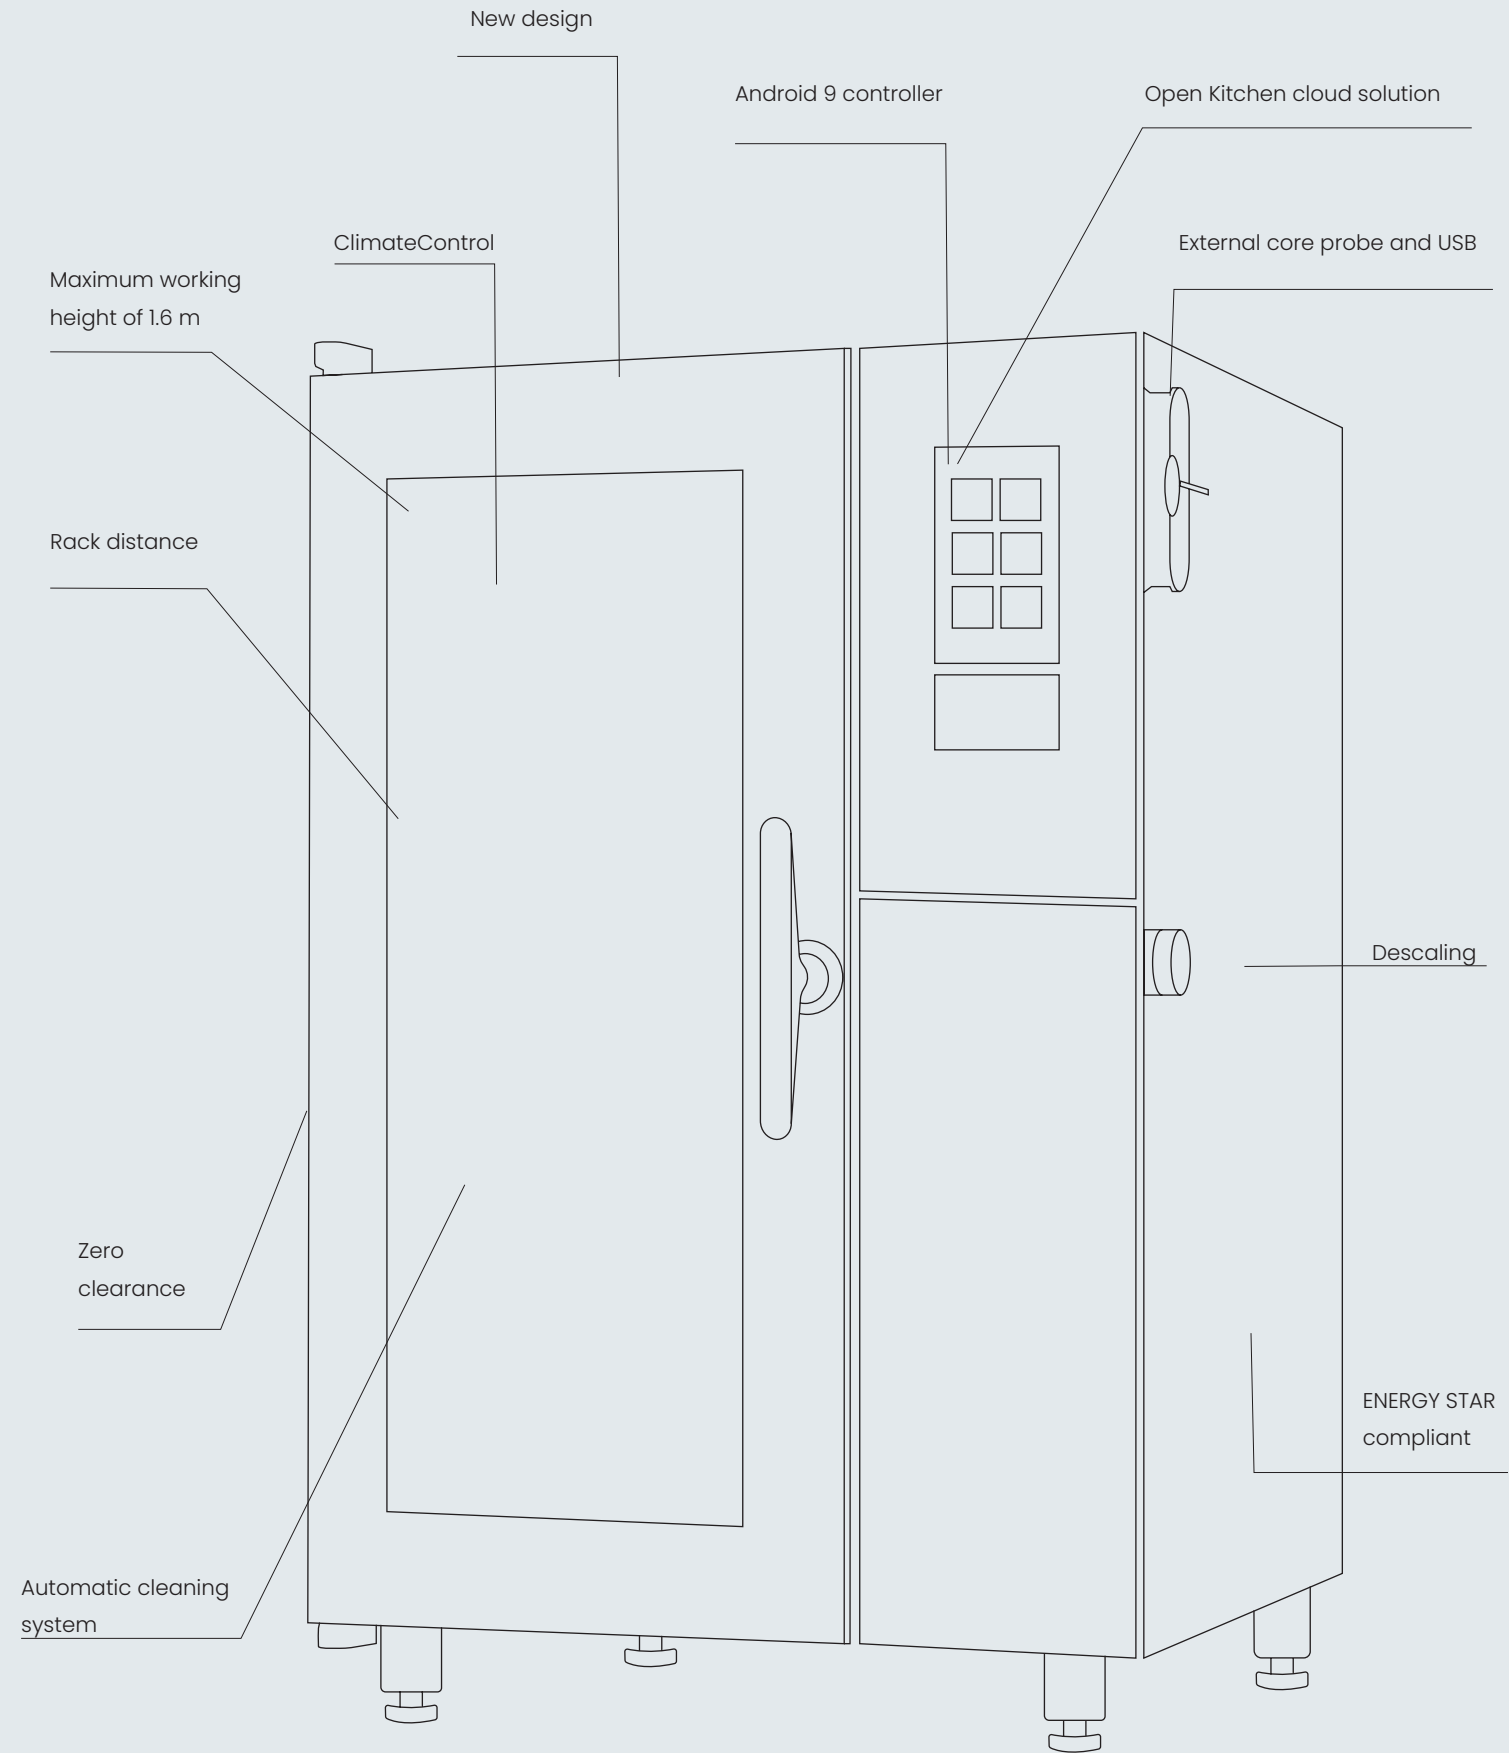 New design
Android 9 controller
Open Kitchen cloud solution
ClimateControl
External core probe and USB
Maximum working
height of 1.6 m
Rack distance
Descaling
Zero
clearance
ENERGY STAR
compliant
Automatic cleaning
system